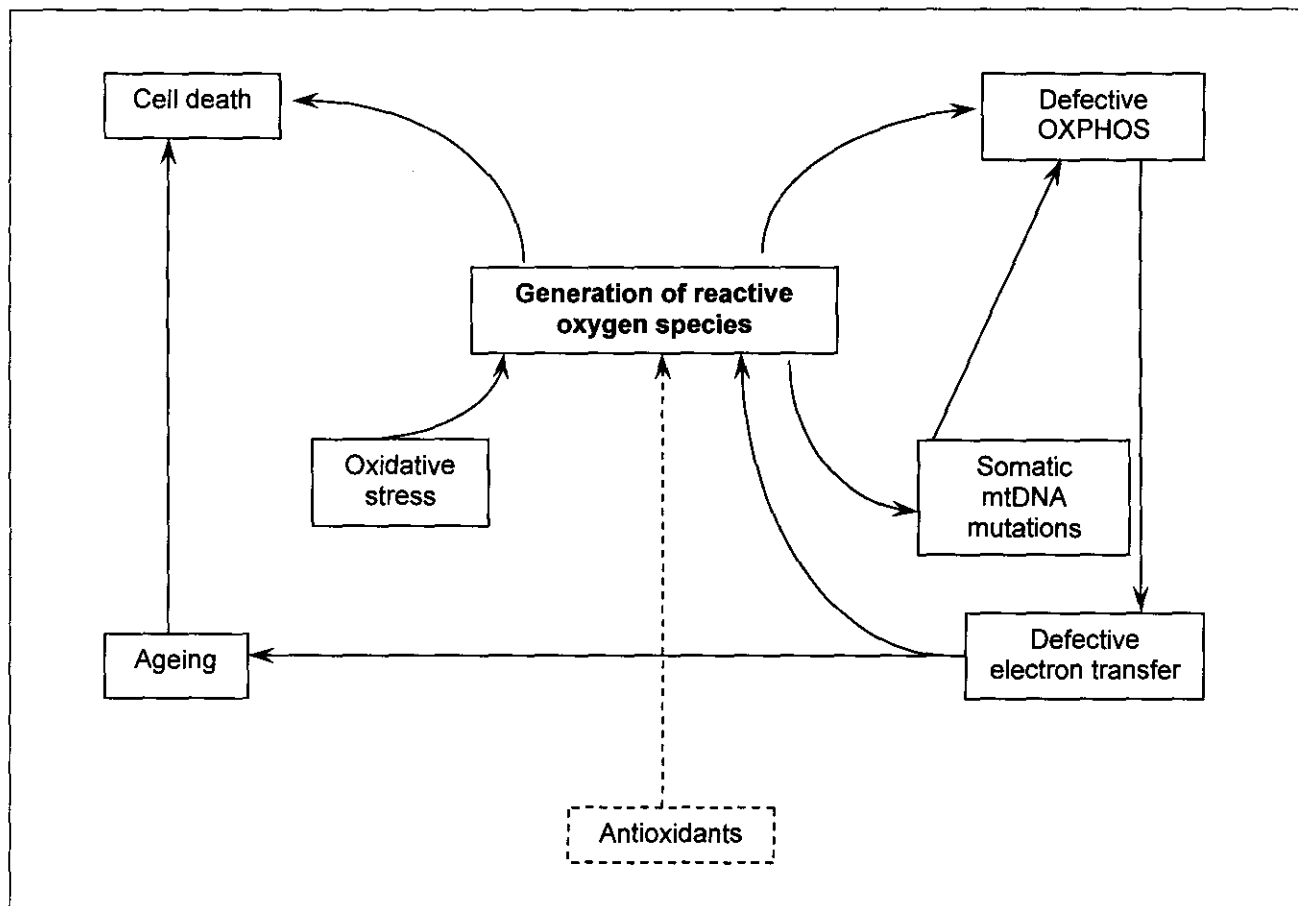 Cell death
Defective
OXPHOS
Generation of reactive
oxygen species
Oxidative
stress
Somatic
mtDNA
mutations
Ageing
Defective
electron transfer
Antioxidants